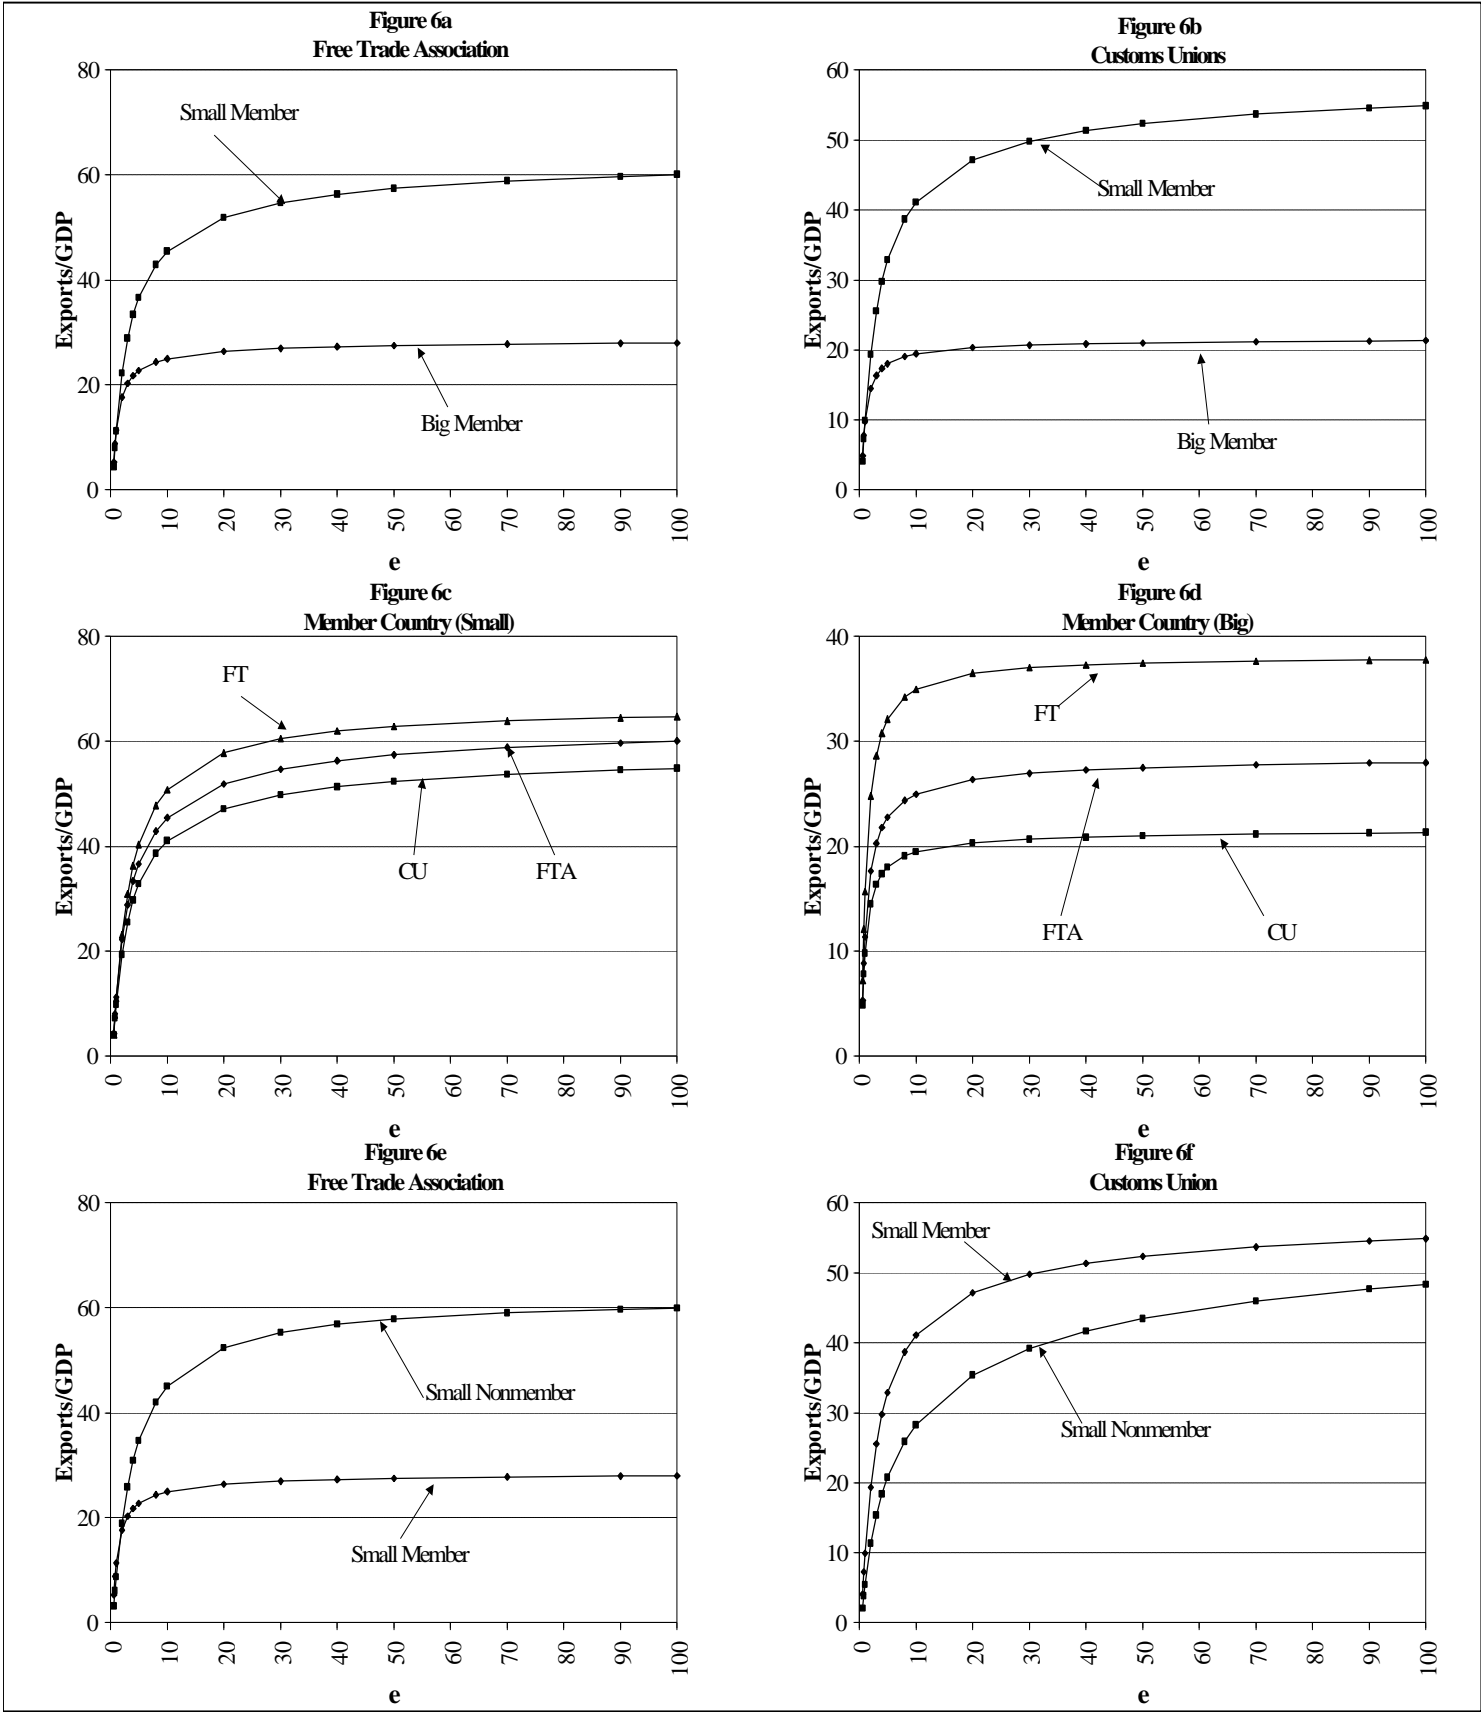 Figure 6a
Free Trade Association
80
60
40
20
0
Exports/GDP
Small Member
Big Member
0 10 20 30 40 50 60 70 80 90 100
e
Figure 6b
Customs Unions
60
50
40
30
20
10
0
Exports/GDP
Small Member
Big Member
0 10 20 30 40 50 60 70 80 90 100
e
Figure 6c
Member Country (Small)
80
60
40
20
0
Exports/GDP
FT
CU
FTA
0 10 20 30 40 50 60 70 80 90 100
e
Figure 6d
Member Country (Big)
40
30
20
10
0
Exports/GDP
FT
FTA
CU
0 10 20 30 40 50 60 70 80 90 100
e
Figure 6e
Free Trade Association
80
60
40
20
0
Exports/GDP
Small Nonmember
Small Member
0 10 20 30 40 50 60 70 80 90 100
e
Figure 6f
Customs Union
60
50
40
30
20
10
0
Exports/GDP
Small Member
Small Nonmember
0 10 20 30 40 50 60 70 80 90 100
e